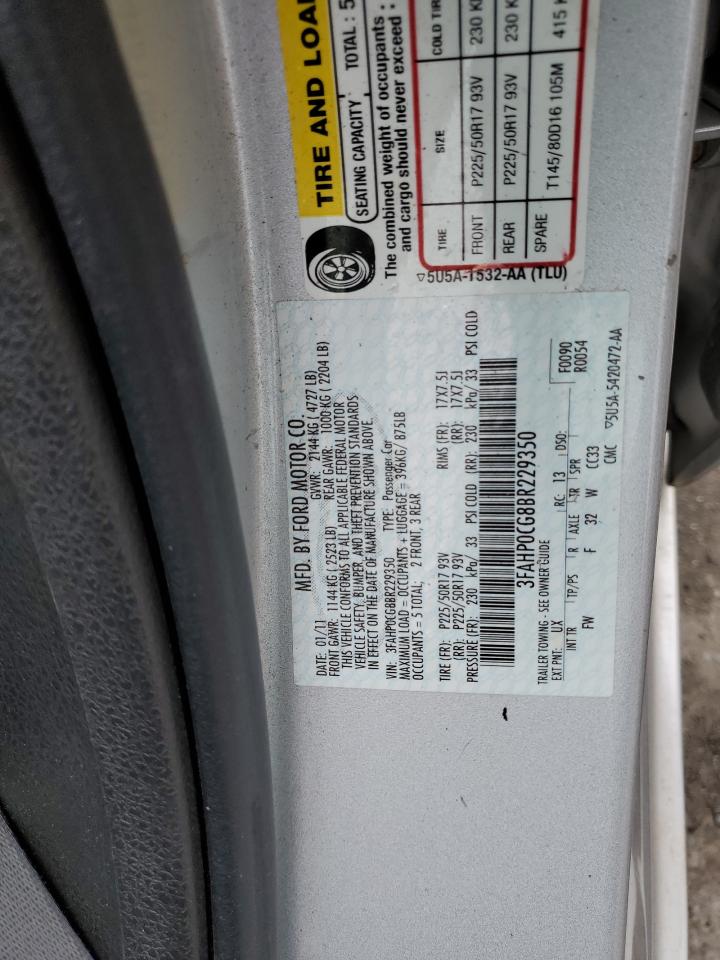 TIRE AND LOA
SEATING CAPACITY TOTAL : 5
The combined weight of occupants
and cargo should never exceed :
TIRE SIZE COLD TIR
FRONT P225/50R17 93V 230 K
REAR P225/50R17 93V 230 K
SPARE T145/80D16 105M 415 K
▽5U5A-1532-AA (TLU)
MFD. BY FORD MOTOR CO.
DATE: 01/11 GVWR: 2144 KG ( 4727 LB)
FRONT GAWR: 1144 KG ( 2523 LB) REAR GAWR: 1000 KG ( 2204 LB)
THIS VEHICLE CONFORMS TO ALL APPLICABLE FEDERAL MOTOR
VEHICLE SAFETY, BUMPER, AND THEFT PREVENTION STANDARDS
IN EFFECT ON THE DATE OF MANUFACTURE SHOWN ABOVE.
VIN: 3FAHP0CG8BR229350 TYPE: Passenger Car
MAXIMUM LOAD = OCCUPANTS + LUGGAGE = 396KG/ 875LB
OCCUPANTS = 5 TOTAL; 2 FRONT, 3 REAR
TIRE (FR): P225/50R17 93V RIMS (FR): 17X7.5J
(RR): P225/50R17 93V (RR): 17X7.5J
PRESSURE (FR): 230 kPa/ 33 PSI COLD (RR): 230 kPa/ 33 PSI COLD
3FAHP0CG8BR229350
TRAILER TOWING - SEE OWNER GUIDE F0090
EXT PNT: UX RC: 13 DSO: R0054
INT TR TP/PS R AXLE TR SPR
FW F 32 W CC33
CMC ▽5U5A-5420472-AA